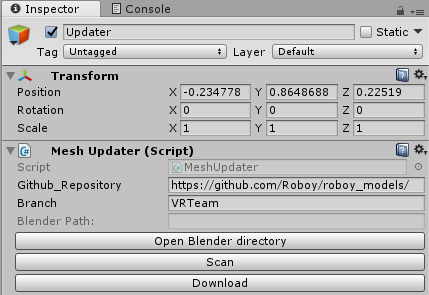 Inspector Console
Updater Static
Tag Untagged Layer Default
Transform
Position X -0.234778 Y 0.8648688 Z 0.22519
Rotation X 0 Y 0 Z 0
Scale X 1 Y 1 Z 1
Mesh Updater (Script)
Script MeshUpdater
Github_Repository https://github.com/Roboy/roboy_models/
Branch VRTeam
Blender Path:
Open Blender directory
Scan
Download